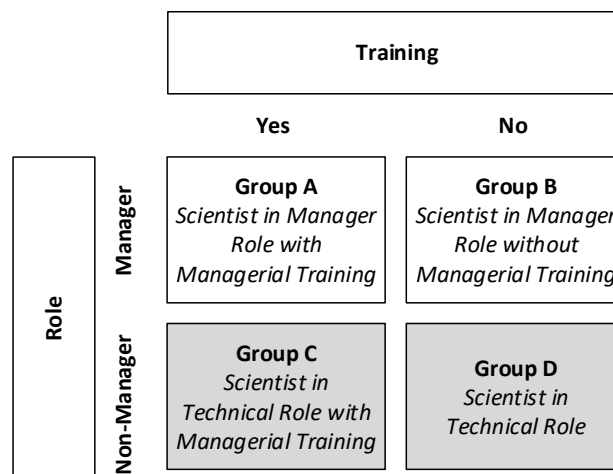 Training
Yes
No
Role
Manager
Group A
Scientist in Manager
Role with
Managerial Training
Group B
Scientist in Manager
Role without
Managerial Training
Non-Manager
Group C
Scientist in
Technical Role with
Managerial Training
Group D
Scientist in
Technical Role